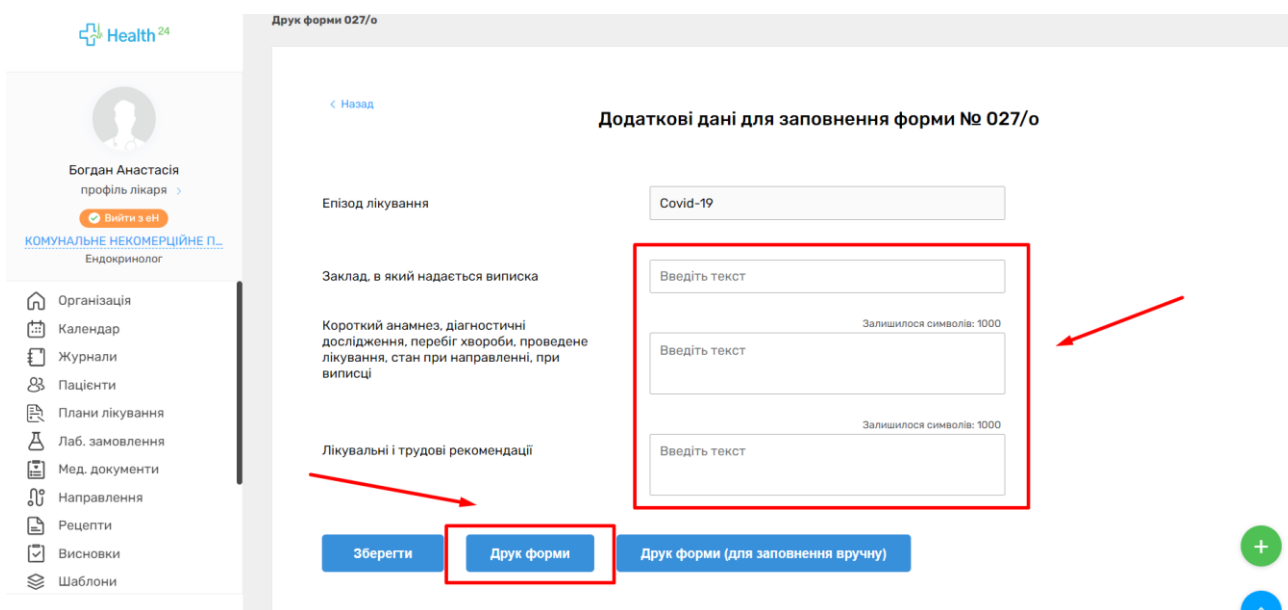 Health 24
Богдан Анастасія
профіль лікаря >
Вийти з еН
КОМУНАЛЬНЕ НЕКОМЕРЦІЙНЕ П...
Ендокринолог
Організація
Календар
Журнали
Пацієнти
Плани лікування
Лаб. замовлення
Мед. документи
Направлення
Рецепти
Висновки
Шаблони
Друк форми 027/о
< Назад
Додаткові дані для заповнення форми № 027/о
Епізод лікування
Covid-19
Заклад, в який надається виписка
Введіть текст
Залишилося символів: 1000
Короткий анамнез, діагностичні
дослідження, перебіг хвороби, проведене
лікування, стан при направленні, при
виписці
Введіть текст
Залишилося символів: 1000
Лікувальні і трудові рекомендації
Введіть текст
Зберегти
Друк форми
Друк форми (для заповнення вручну)
+